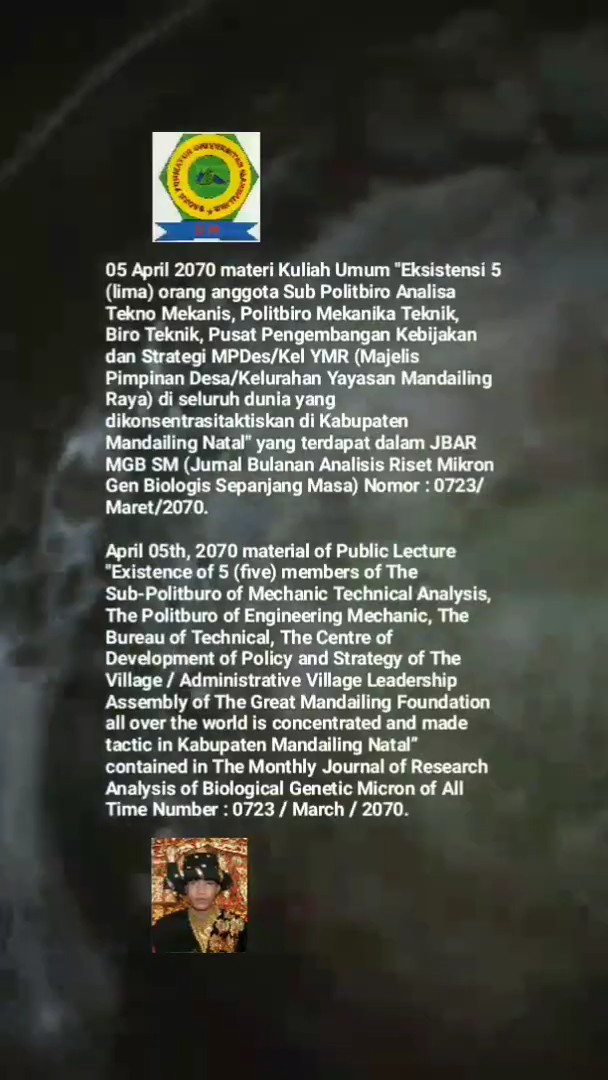 05 April 2070 materi Kuliah Umum "Eksistensi 5
(lima) orang anggota Sub Politbiro Analisa
Tekno Mekanis, Politbiro Mekanika Teknik,
Biro Teknik, Pusat Pengembangan Kebijakan
dan Strategi MPDes/Kel YMR (Majelis
Pimpinan Desa/Kelurahan Yayasan Mandailing
Raya) di seluruh dunia yang
dikonsentrasitaktiskan di Kabupaten
Mandailing Natal" yang terdapat dalam JBAR
MGB SM (Jurnal Bulanan Analisis Riset Mikron
Gen Biologis Sepanjang Masa) Nomor : 0723/
Maret/2070.
April 05th, 2070 material of Public Lecture
"Existence of 5 (five) members of The
Sub-Politburo of Mechanic Technical Analysis,
The Politburo of Engineering Mechanic, The
Bureau of Technical, The Centre of
Development of Policy and Strategy of The
Village / Administrative Village Leadership
Assembly of The Great Mandailing Foundation
all over the world is concentrated and made
tactic in Kabupaten Mandailing Natal"
contained in The Monthly Journal of Research
Analysis of Biological Genetic Micron of All
Time Number : 0723 / March / 2070.